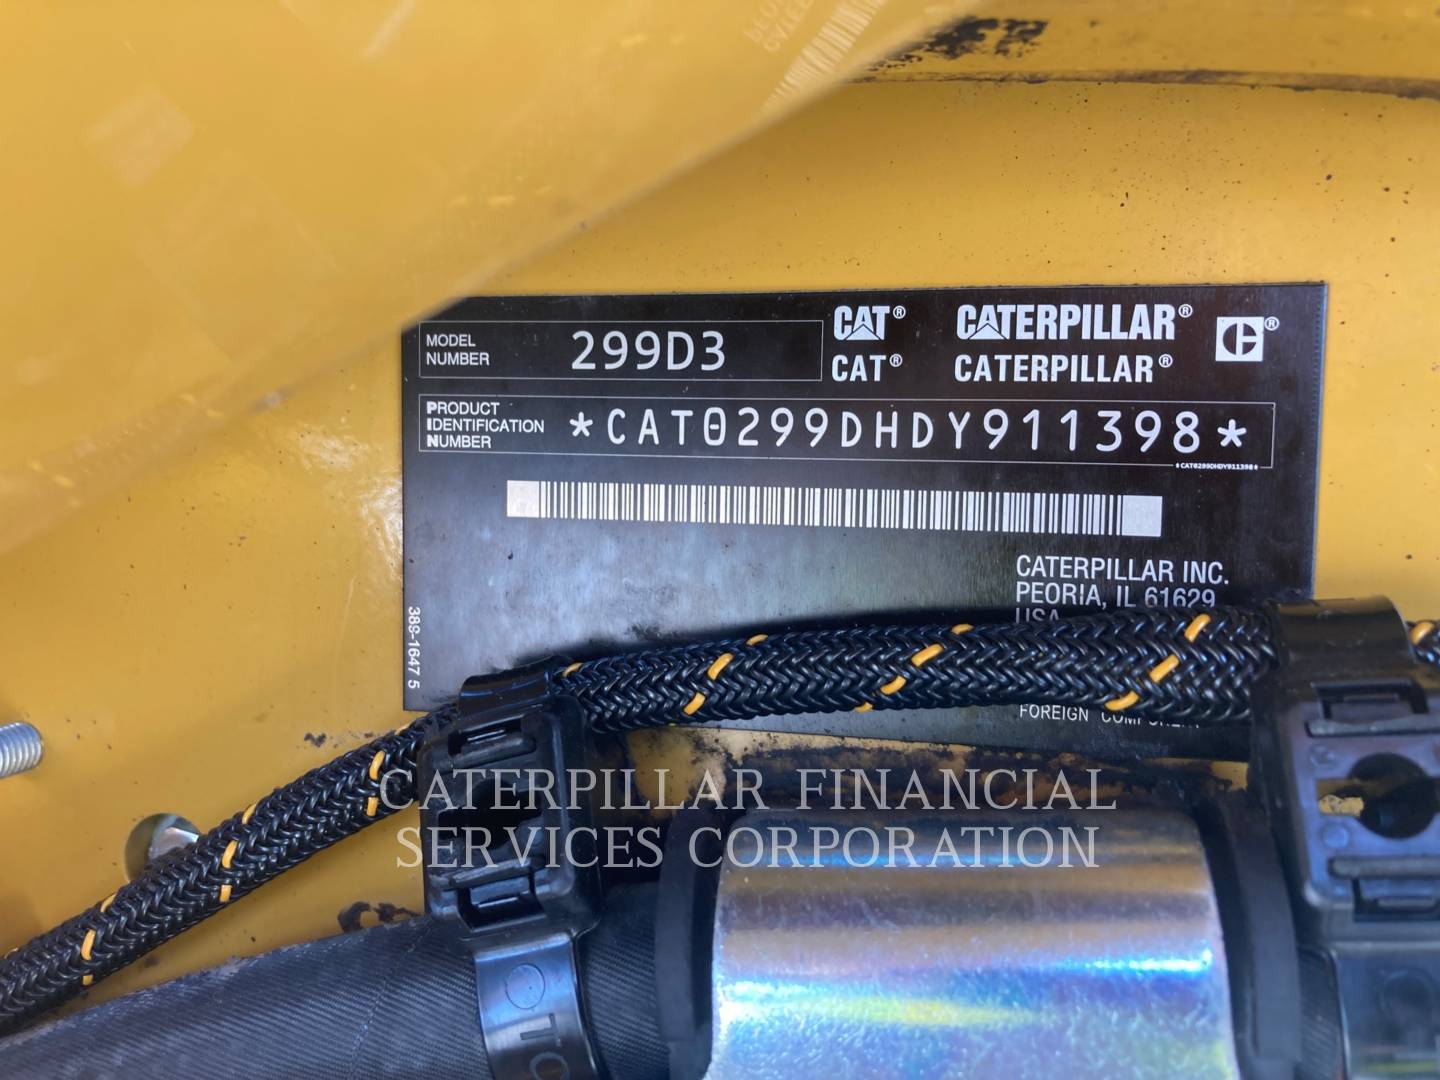 MODEL
NUMBER
299D3
CAT® CATERPILLAR®
CAT® CATERPILLAR®
C®
PRODUCT
IDENTIFICATION
NUMBER
*CAT0299DHDY911398*
*CAT0299DHDY911398*
CATERPILLAR INC.
PEORIA, IL 61629
USA
FOREIGN
388-1647 5
CATERPILLAR FINANCIAL
SERVICES CORPORATION